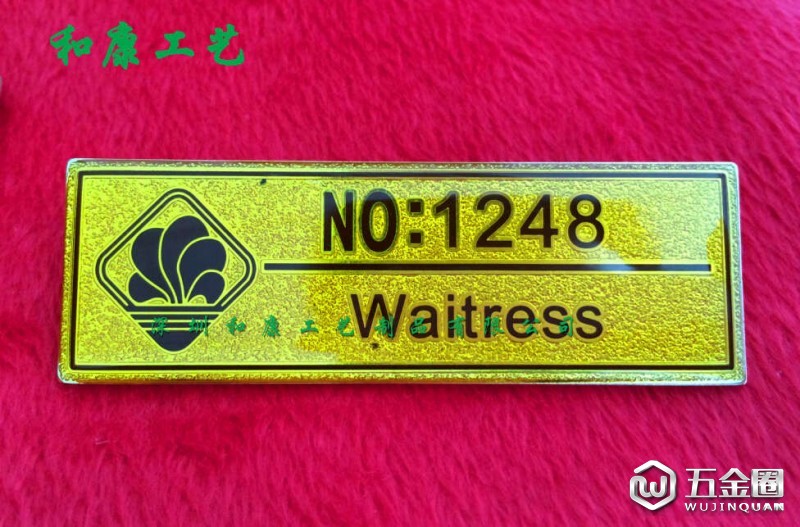 和康工艺
NO:1248
Waitress
深圳和康工艺制品有限公司
五金圈
WUJINQUAN